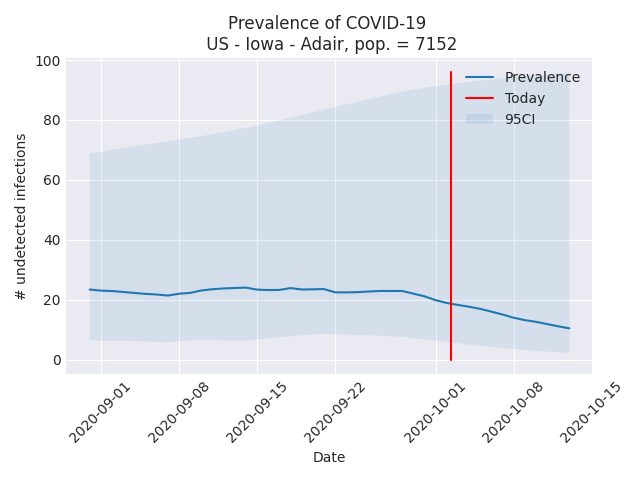 Prevalence of COVID-19
US - Iowa - Adair, pop. = 7152
# undetected infections
100
80
60
40
20
0
Prevalence
Today
95CI
2020-09-01
2020-09-08
2020-09-15
2020-09-22
2020-10-01
2020-10-08
2020-10-15
Date